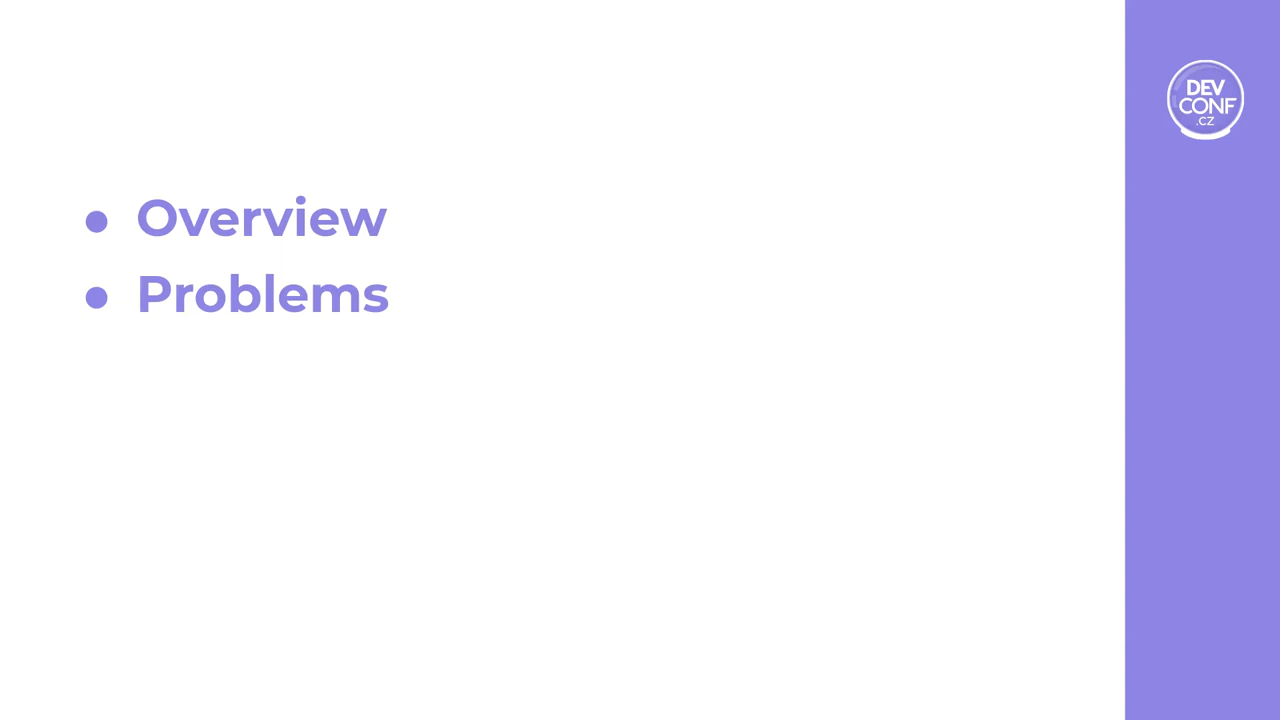 DEV
CONF
.CZ
● Overview
● Problems